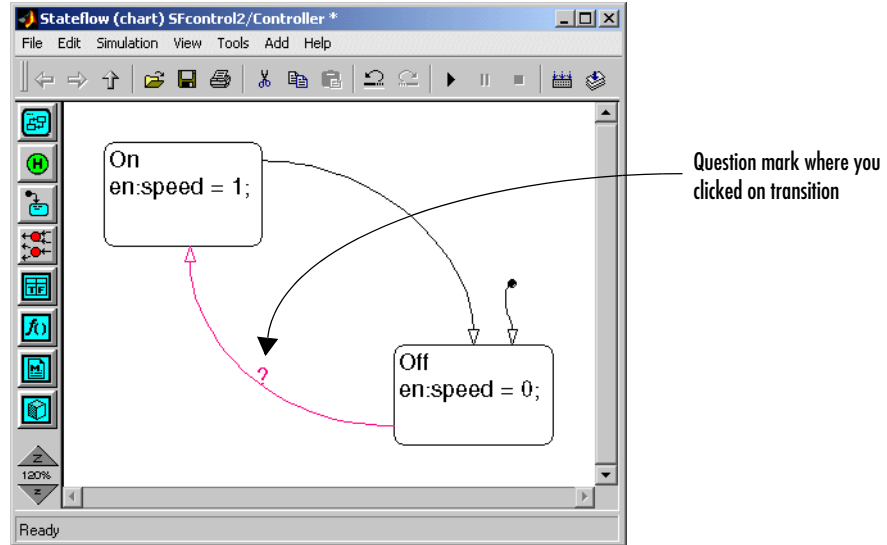 Stateflow (chart) SFcontrol2/Controller *
File Edit Simulation View Tools Add Help
H
On
en:speed = 1;
Question mark where you
clicked on transition
TF
f()
M
?
Off
en:speed = 0;
Z
120%
z
Ready